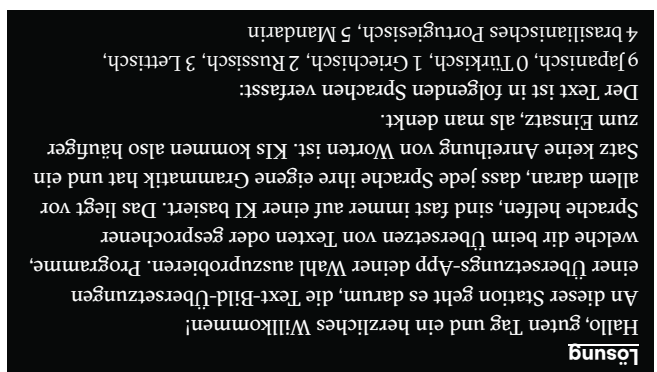 Lösung
Hallo, guten Tag und ein herzliches Willkommen!
An dieser Station geht es darum, die Text-Bild-Übersetzungen
einer Übersetzungs-App deiner Wahl auszuprobieren. Programme,
welche dir beim Übersetzen von Texten oder gesprochener
Sprache helfen, sind fast immer auf einer KI basiert. Das liegt vor
allem daran, dass jede Sprache ihre eigene Grammatik hat und ein
Satz keine Anreihung von Worten ist. KIs kommen also häufiger
zum Einsatz, als man denkt.
Der Text ist in folgenden Sprachen verfasst:
9 Japanisch, 0 Türkisch, 1 Griechisch, 2 Russisch, 3 Lettisch,
4 brasilianisches Portugiesisch, 5 Mandarin